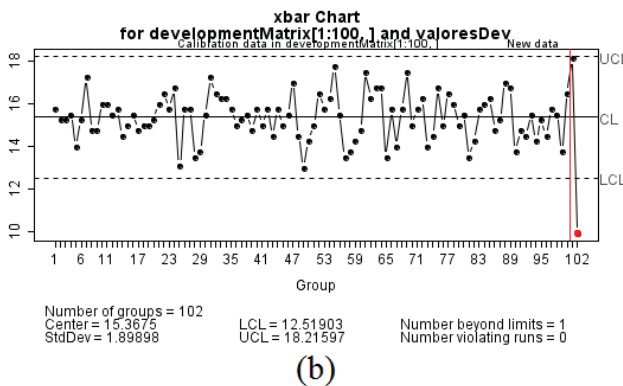 xbar Chart
for developmentMatrix[1:100, ] and valoresDev
Calibration data in developmentMatrix[1:100, ] New data
18
16
14
12
10
UCL
CL
LCL
1 6 11 17 23 29 35 41 47 53 59 65 71 77 83 89 95 102
Group
Number of groups = 102
Center = 15.3675 LCL = 12.51903 Number beyond limits = 1
StdDev = 1.89898 UCL = 18.21597 Number violating runs = 0
(b)